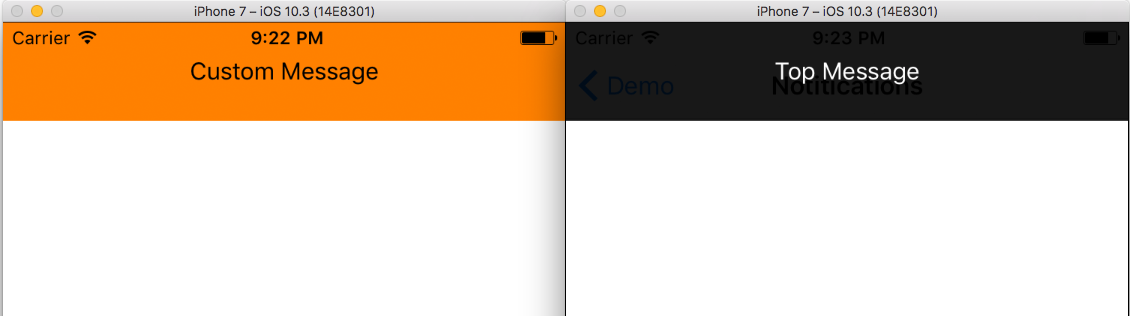 iPhone 7 – iOS 10.3 (14E8301)
Carrier 9:22 PM
Custom Message
iPhone 7 – iOS 10.3 (14E8301)
Carrier 9:23 PM
Top Message
Demo Notifications